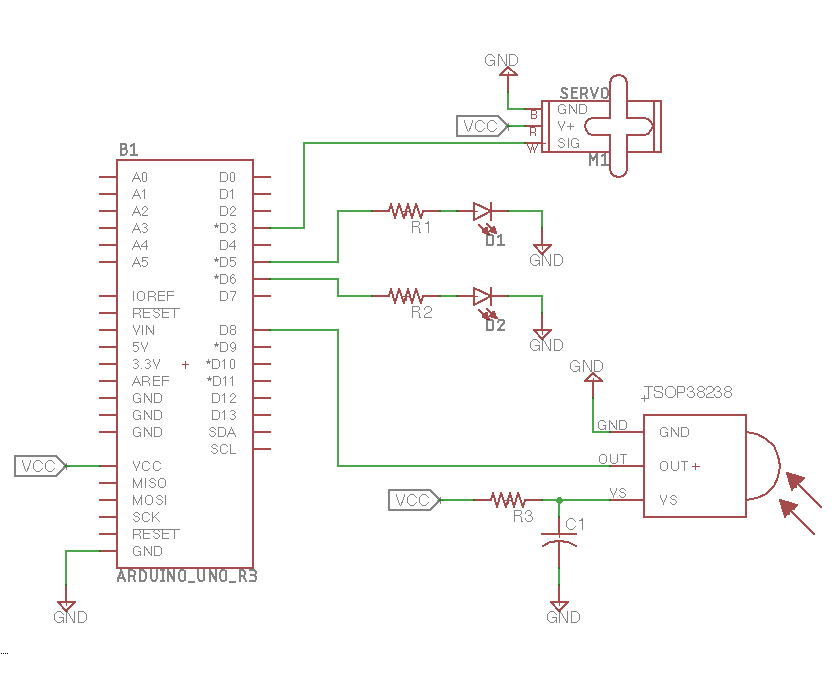 GND
SERVO
B GND
VCC
R V+
W SIG
M1
B1
A0 D0
A1 D1
A2 D2
A3 *D3
A4 D4
A5 *D5
*D6
IOREF D7
RESET
VIN D8
5V *D9
3.3V *D10
AREF *D11
GND D12
GND D13
GND SDA
SCL
VCC
MISO
MOSI
SCK
RESET
GND
ARDUINO_UNO_R3
VCC
GND
R1
D1
GND
R2
D2
GND
GND
TSOP38238
GND GND
OUT OUT+
VS VS
VCC
R3
C1
GND